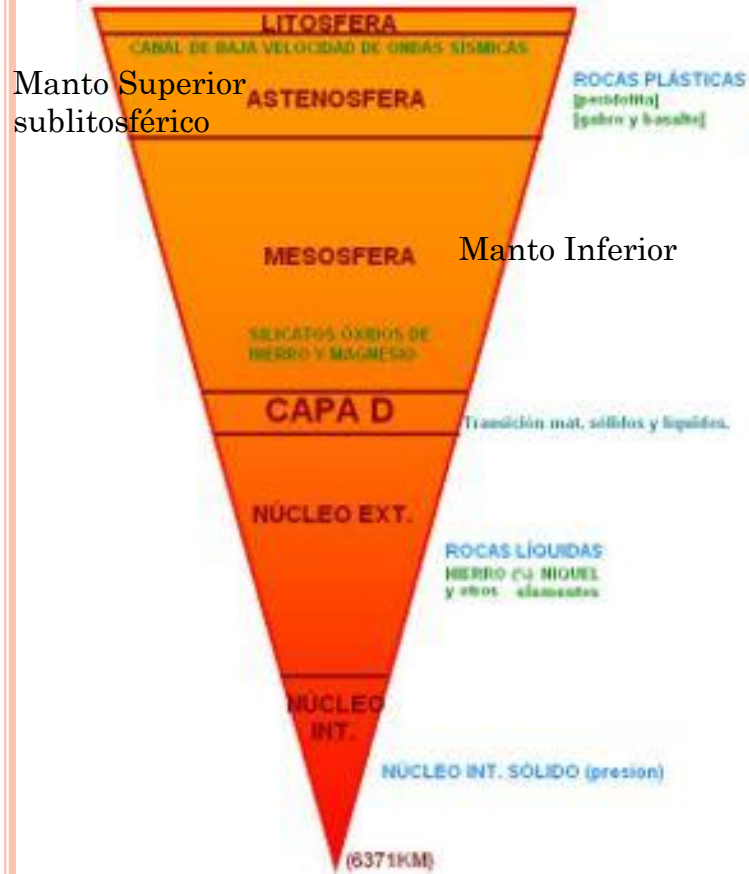 LITOSFERA
CANAL DE BAJA VELOCIDAD DE ONDAS SÍSMICAS
Manto Superior
sublitosférico
ASTENOSFERA
ROCAS PLÁSTICAS
[peridotita]
[gabro y basalto]
MESOSFERA
Manto Inferior
SILICATOS ÓXIDOS DE
HIERRO Y MAGNESIO
CAPA D
Transición mat. sólidos y líquidos.
NÚCLEO EXT.
ROCAS LÍQUIDAS
HIERRO NIQUEL
y otros elementos
NÚCLEO
INT.
NÚCLEO INT. SÓLIDO (presion)
(6371KM)